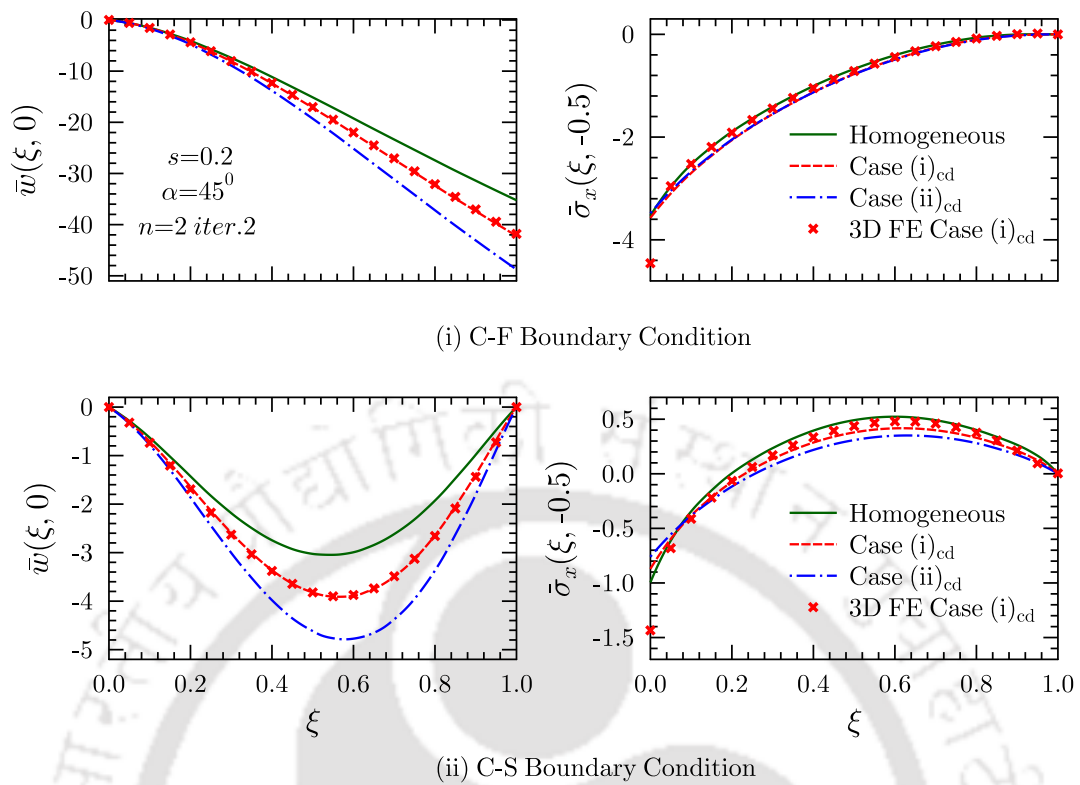 0
-10
-20
-30
-40
-50
w̄(ξ, 0)
s=0.2
α=45⁰
n=2 iter.2
0
-2
-4
σ̄ₓ(ξ, -0.5)
Homogeneous
Case (i)cd
Case (ii)cd
3D FE Case (i)cd
(i) C-F Boundary Condition
0
-1
-2
-3
-4
-5
w̄(ξ, 0)
0.0 0.2 0.4 0.6 0.8 1.0
ξ
0.5
0.0
-0.5
-1.0
-1.5
σ̄ₓ(ξ, -0.5)
Homogeneous
Case (i)cd
Case (ii)cd
3D FE Case (i)cd
0.0 0.2 0.4 0.6 0.8 1.0
ξ
(ii) C-S Boundary Condition